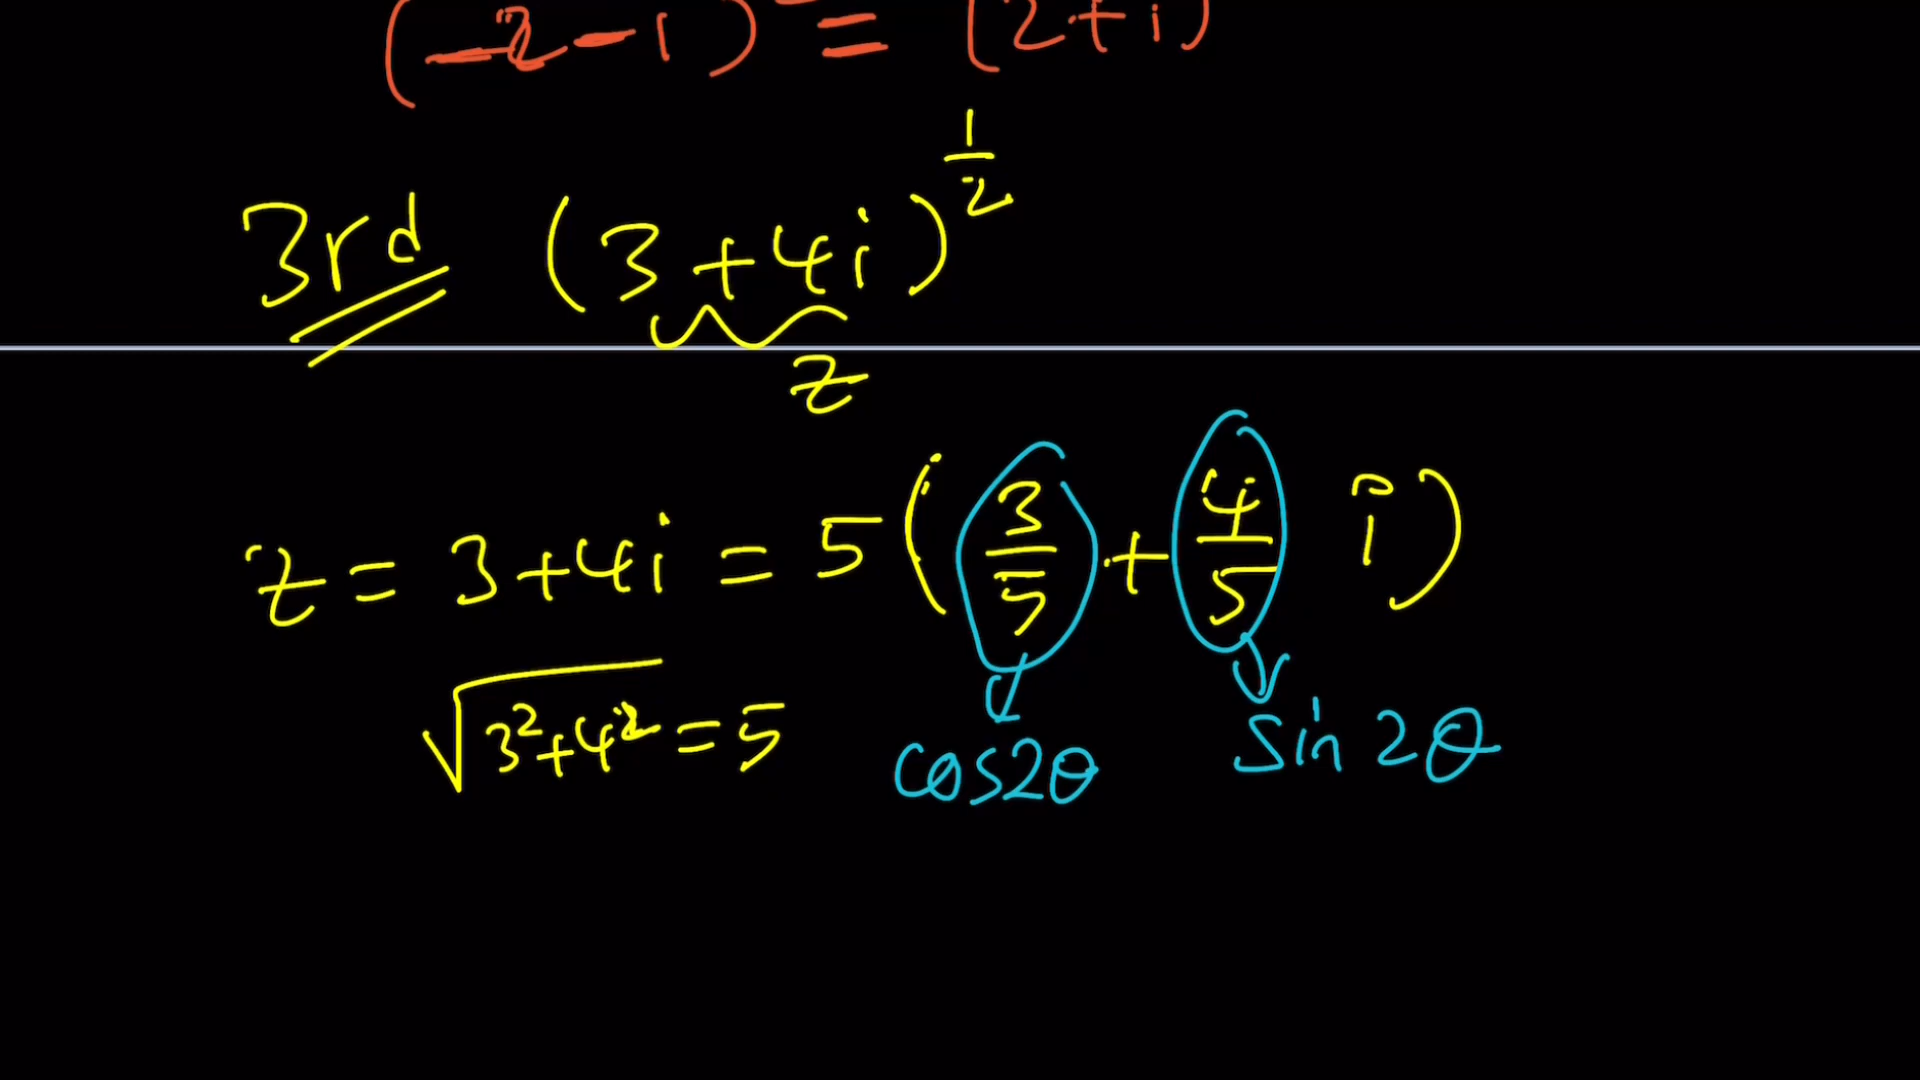 (-2-i) = (2+i)
3rd (3+4i)^1/2
z
z = 3+4i = 5(3/5 + 4/5 i)
√3²+4² = 5
cos2θ sin 2θ